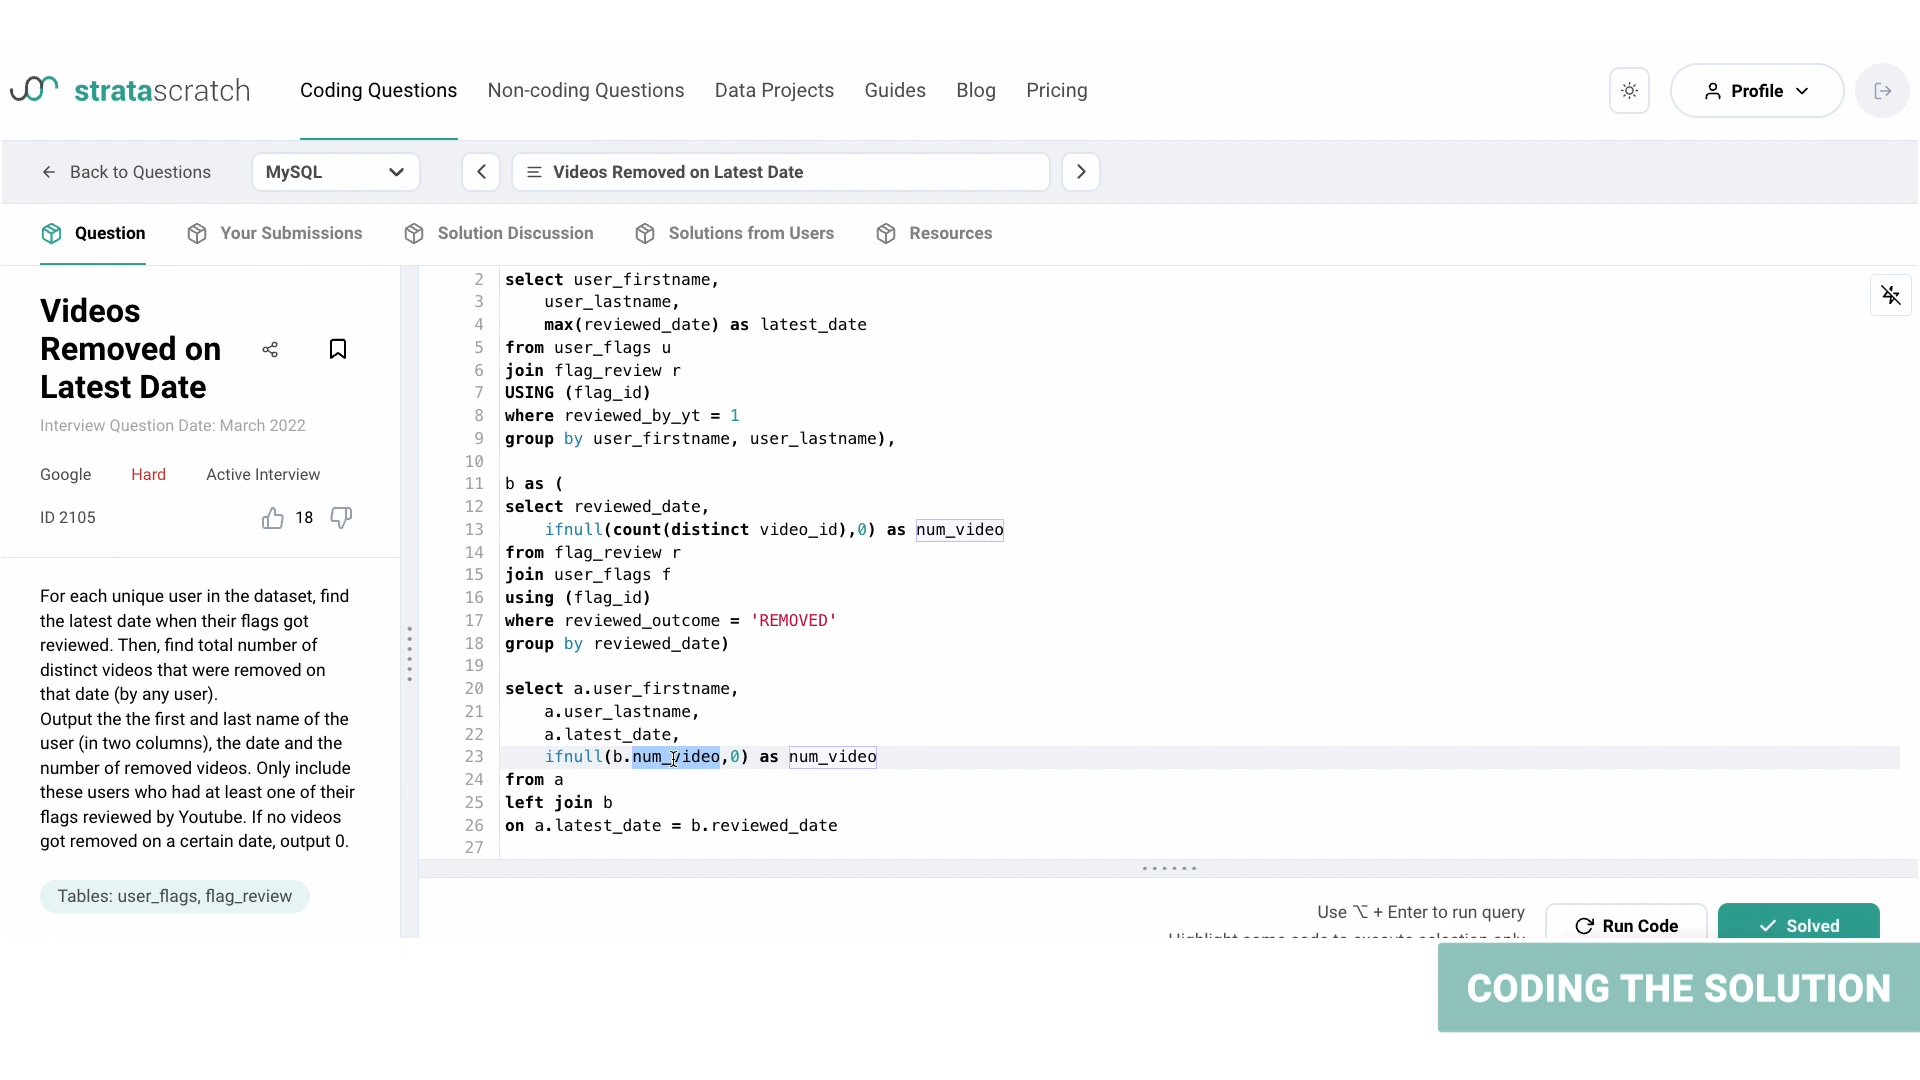 stratascratch
Coding Questions
Non-coding Questions
Data Projects
Guides
Blog
Pricing
Profile
Back to Questions
MySQL
Videos Removed on Latest Date
Question
Your Submissions
Solution Discussion
Solutions from Users
Resources
Videos
Removed on
Latest Date
Interview Question Date: March 2022
Google
Hard
Active Interview
ID 2105
18
For each unique user in the dataset, find
the latest date when their flags got
reviewed. Then, find total number of
distinct videos that were removed on
that date (by any user).
Output the the first and last name of the
user (in two columns), the date and the
number of removed videos. Only include
these users who had at least one of their
flags reviewed by Youtube. If no videos
got removed on a certain date, output 0.
Tables: user_flags, flag_review
2 select user_firstname,
3 user_lastname,
4 max(reviewed_date) as latest_date
5 from user_flags u
6 join flag_review r
7 USING (flag_id)
8 where reviewed_by_yt = 1
9 group by user_firstname, user_lastname),
10
11 b as (
12 select reviewed_date,
13 ifnull(count(distinct video_id),0) as num_video
14 from flag_review r
15 join user_flags f
16 using (flag_id)
17 where reviewed_outcome = 'REMOVED'
18 group by reviewed_date)
19
20 select a.user_firstname,
21 a.user_lastname,
22 a.latest_date,
23 ifnull(b.num_video,0) as num_video
24 from a
25 left join b
26 on a.latest_date = b.reviewed_date
27
Use ⌥ + Enter to run query
Highlight some code to execute selection only
Run Code
Solved
CODING THE SOLUTION